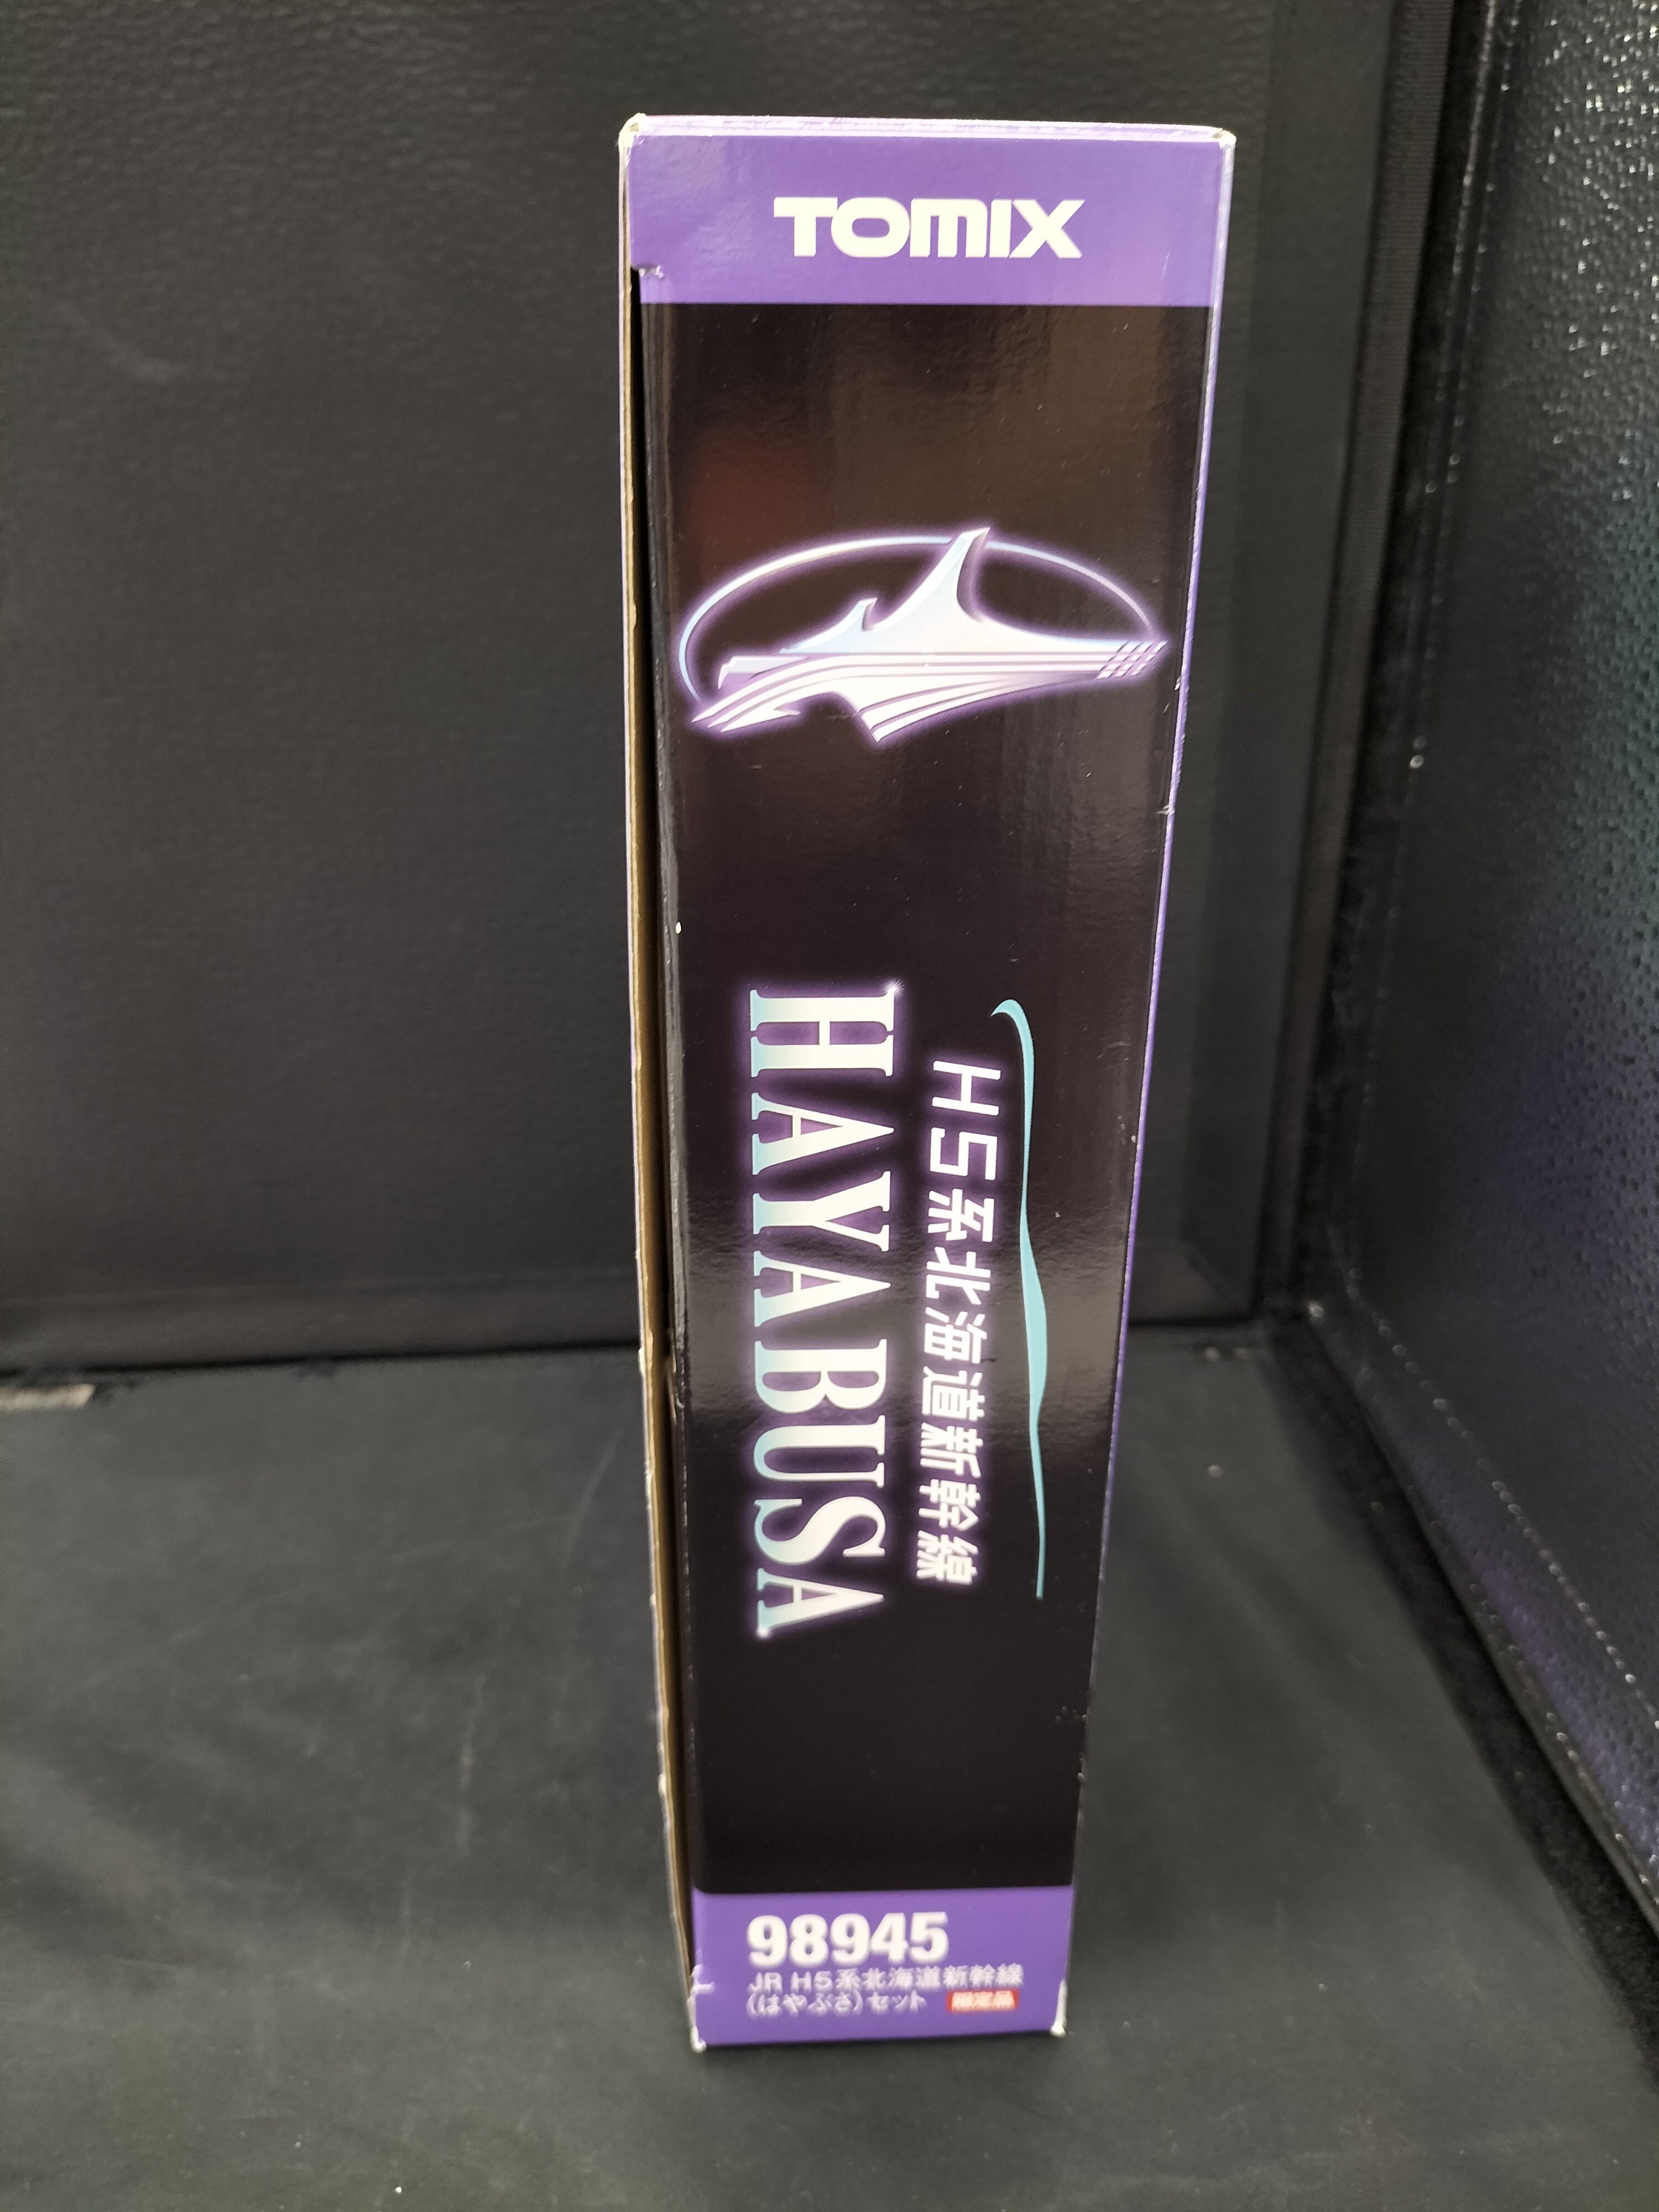 TOMIX
H5系北海道新幹線
HAYABUSA
98945
JR H5系北海道新幹線
(はやぶさ)セット 限定品